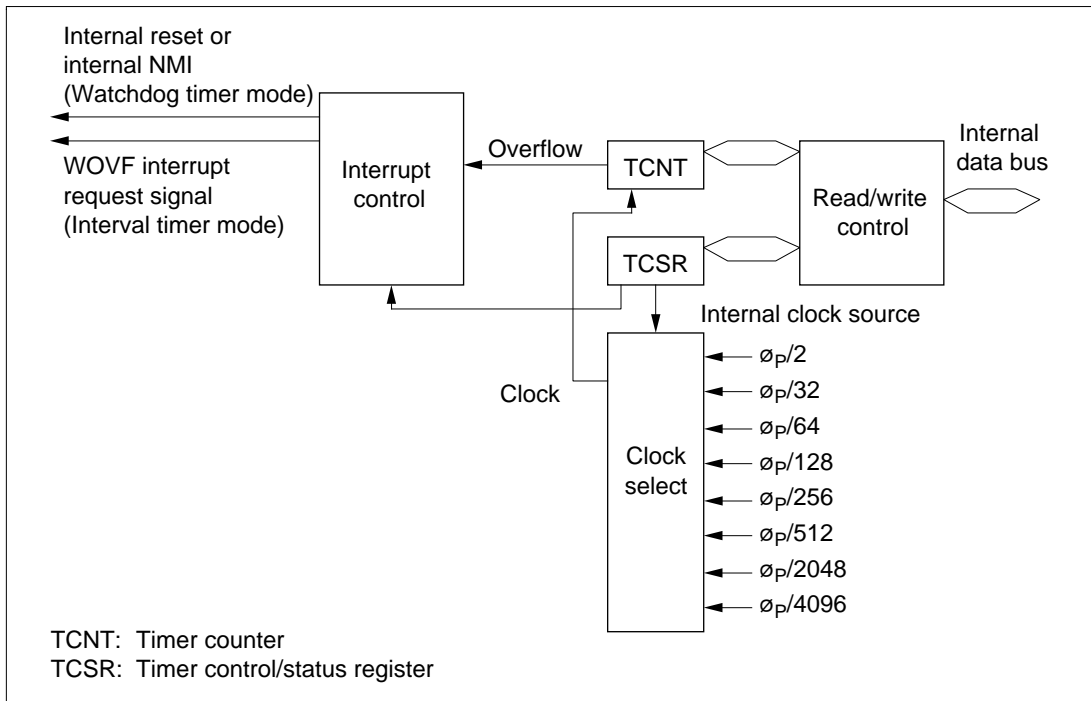 Internal reset or
internal NMI
(Watchdog timer mode)
WOVF interrupt
request signal
(Interval timer mode)
Interrupt
control
Overflow
TCNT
TCSR
Read/write
control
Internal
data bus
Internal clock source
Clock
Clock
select
øP/2
øP/32
øP/64
øP/128
øP/256
øP/512
øP/2048
øP/4096
TCNT: Timer counter
TCSR: Timer control/status register